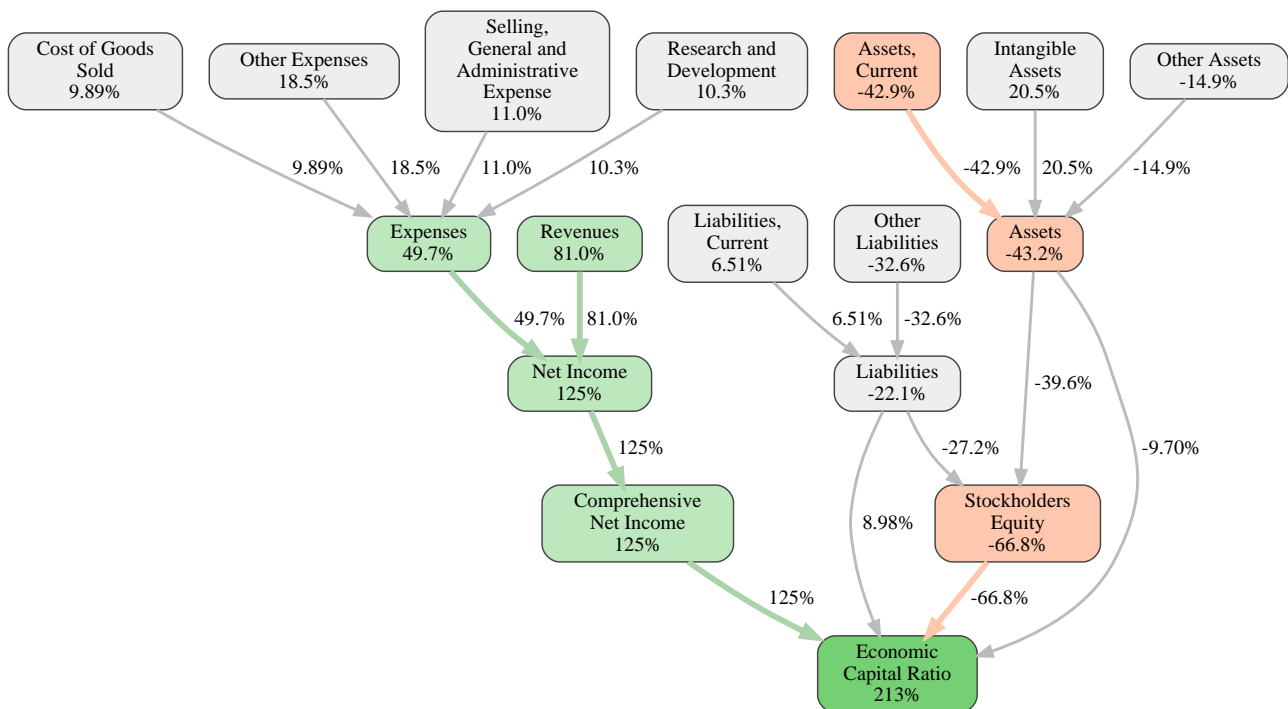 Cost of Goods
Sold
9.89%
Other Expenses
18.5%
Selling,
General and
Administrative
Expense
11.0%
Research and
Development
10.3%
Assets,
Current
-42.9%
Intangible
Assets
20.5%
Other Assets
-14.9%
9.89%
18.5%
11.0%
10.3%
-42.9%
20.5%
-14.9%
Expenses
49.7%
Revenues
81.0%
Liabilities,
Current
6.51%
Other
Liabilities
-32.6%
Assets
-43.2%
49.7%
81.0%
6.51%
-32.6%
Net Income
125%
Liabilities
-22.1%
-39.6%
125%
-27.2%
-9.70%
Comprehensive
Net Income
125%
8.98%
Stockholders
Equity
-66.8%
125%
-66.8%
Economic
Capital Ratio
213%